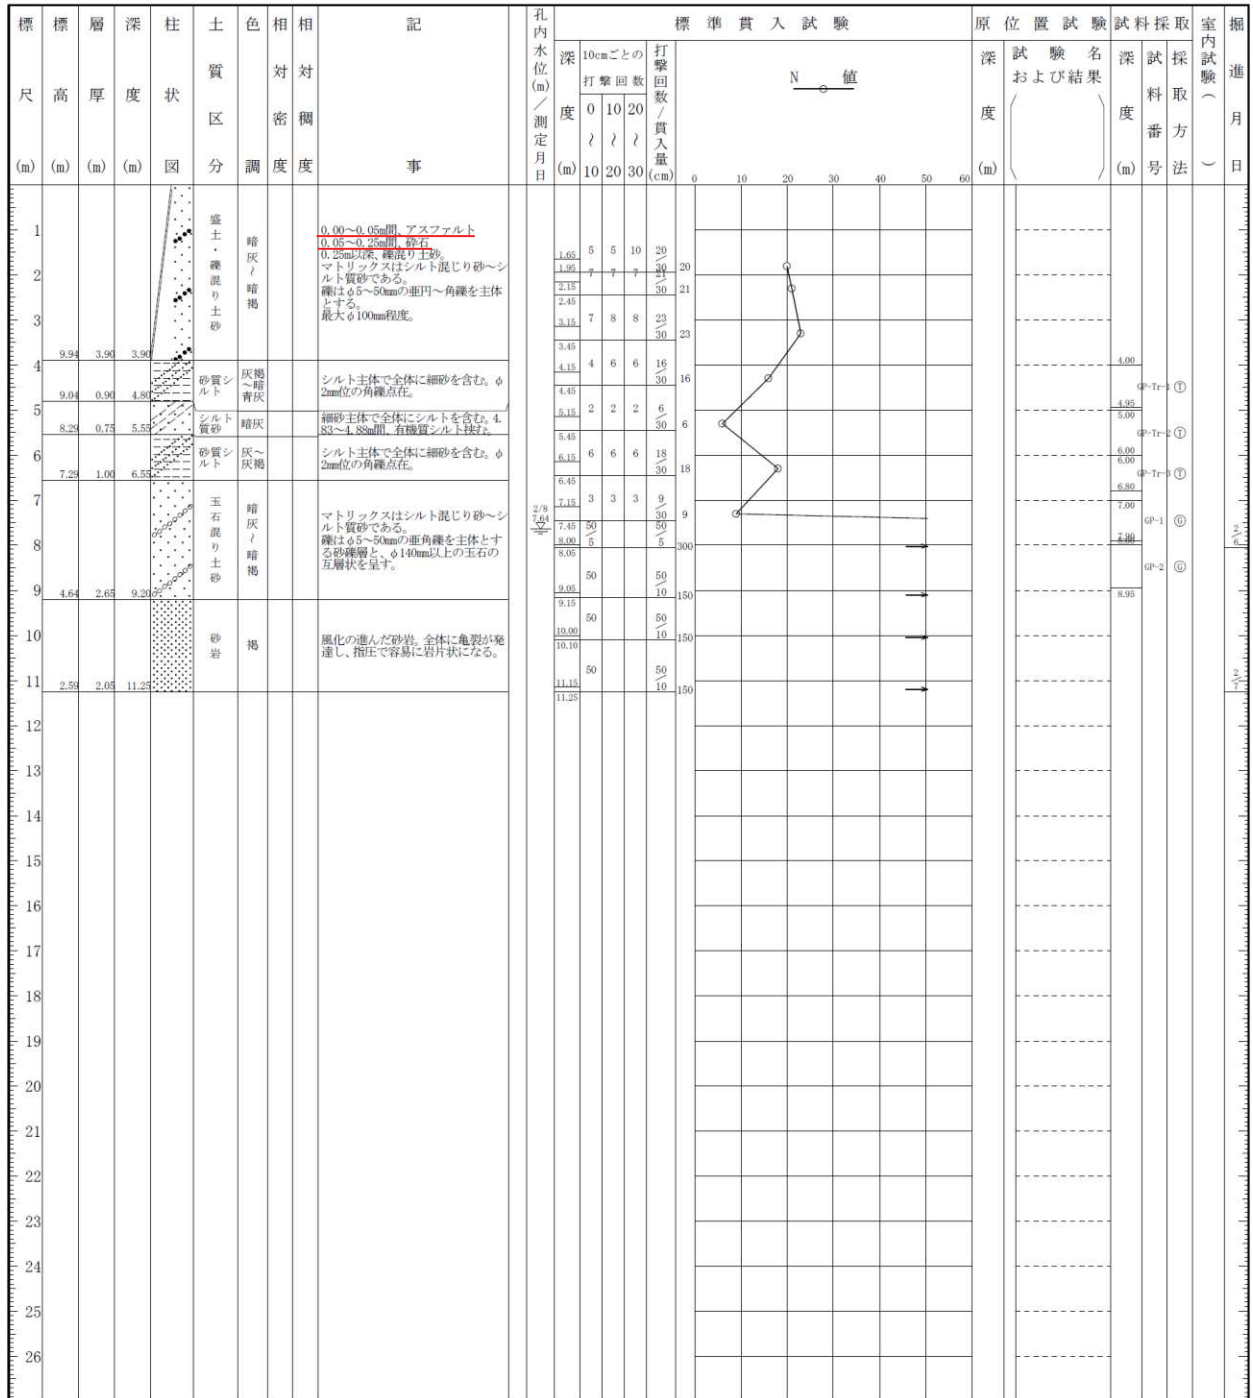 標尺(m)
標高(m)
層厚(m)
深度(m)
柱状図
土質区分
色調
相対密度
相対稠度
記事
孔内水位(m)/測定月日
標準貫入試験
深度(m)
10cmごとの打撃回数
0~10
10~20
20~30
打撃回数/貫入量(cm)
N 値
0 10 20 30 40 50 60
原位置試験
深度(m)
試験名および結果
試料採取
深度(m)
試料番号
採取方法
室内試験()
掘進月日
1
2
3
4
5
6
7
8
9
10
11
12
13
14
15
16
17
18
19
20
21
22
23
24
25
26
9.94 3.90 3.90
盛土・礫混り土砂
暗灰~暗褐
0.00~0.05m間、アスファルト
0.05~0.25m間、砕石
0.25m以深、礫混り土砂。
マトリックスはシルト混じり砂~シ
ルト質砂である。
礫はφ5~50mmの亜円~角礫を主体
とする。
最大φ100mm程度。
9.04 0.90 4.80
砂質シルト
灰褐~暗青灰
シルト主体で全体に細砂を含む。φ
2mm位の角礫点在。
8.29 0.75 5.55
シルト質砂
暗灰
細砂主体で全体にシルトを含む。4.
83~4.88m間、有機質シルト挟む。
7.29 1.00 6.55
砂質シルト
灰~灰褐
シルト主体で全体に細砂を含む。φ
2mm位の角礫点在。
4.64 2.65 9.20
玉石混り土砂
暗灰~暗褐
マトリックスはシルト混じり砂~シ
ルト質砂である。
礫はφ5~50mmの亜角礫を主体とす
る砂礫層と、φ140mm以上の玉石の
互層状を呈す。
2.59 2.05 11.25
砂岩
褐
風化の進んだ砂岩。全体に亀裂が発
達し、指圧で容易に岩片状になる。
2/8
7.64
1.65 5 5 10 20/30 20
1.95
7 7 7 21/30 21
2.15
2.45
3.15 7 8 8 23/30 23
3.45
4.15 4 6 6 16/30 16
4.45
5.15 2 2 2 6/30 6
5.45
6.15 6 6 6 18/30 18
6.45
7.15 3 3 3 9/30 9
7.45
8.00 50/5 50/5 300
8.05
9.05 50 50/10 150
9.15
10.00 50 50/10 150
10.10
11.15 50 50/10 150
11.25
4.00
GP-Tr-1 Ⓣ
4.95
5.00
GP-Tr-2 Ⓣ
6.00
6.00
GP-Tr-3 Ⓣ
6.80
7.00
GP-1 Ⓖ
GP-2 Ⓖ
8.95
2/6
2/7